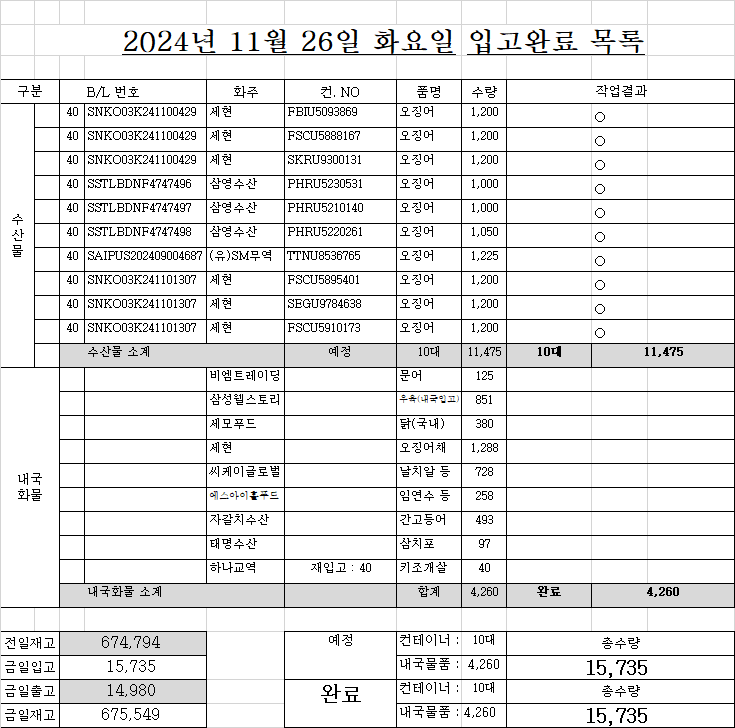 2024년 11월 26일 화요일 입고완료 목록
구분 B/L 번호 화주 컨. NO 품명 수량 작업결과
수산물
40 SNKO03K241100429 세현 FBIU5093869 오징어 1,200 ○
40 SNKO03K241100429 세현 FSCU5888167 오징어 1,200 ○
40 SNKO03K241100429 세현 SKRU9300131 오징어 1,200 ○
40 SSTLBDNF4747496 삼영수산 PHRU5230531 오징어 1,000 ○
40 SSTLBDNF4747497 삼영수산 PHRU5210140 오징어 1,000 ○
40 SSTLBDNF4747498 삼영수산 PHRU5220261 오징어 1,050 ○
40 SAIPUS202409004687 (유)SM무역 TTNU8536765 오징어 1,225 ○
40 SNKO03K241101307 세현 FSCU5895401 오징어 1,200 ○
40 SNKO03K241101307 세현 SEGU9784638 오징어 1,200 ○
40 SNKO03K241101307 세현 FSCU5910173 오징어 1,200 ○
수산물 소계 예정 10대 11,475 10대 11,475
내국
화물
비엠트레이딩 문어 125
삼성웰스토리 우육(내국입고) 851
세모푸드 닭(국내) 380
세현 오징어채 1,288
씨케이글로벌 날치알 등 728
에스아이홀푸드 임연수 등 258
자갈치수산 간고등어 493
태명수산 삼치포 97
하나교역 재입고 : 40 키조개살 40
내국화물 소계 합계 4,260 완료 4,260
전일재고 674,794 예정 컨테이너 : 10대 총수량
금일입고 15,735 내국물품 : 4,260 15,735
금일출고 14,980 완료 컨테이너 : 10대 총수량
금일재고 675,549 내국물품 : 4,260 15,735